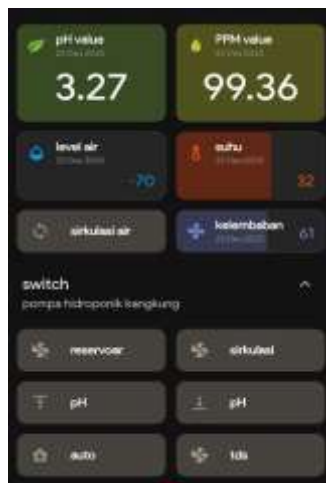 pH value
PPM value
3.27
99.36
level air
suhu
-70
32
sirkulasi air
kelembaban
61
switch
pompa hidroponik kangkung
reservoar
sirkulasi
pH
pH
auto
tds